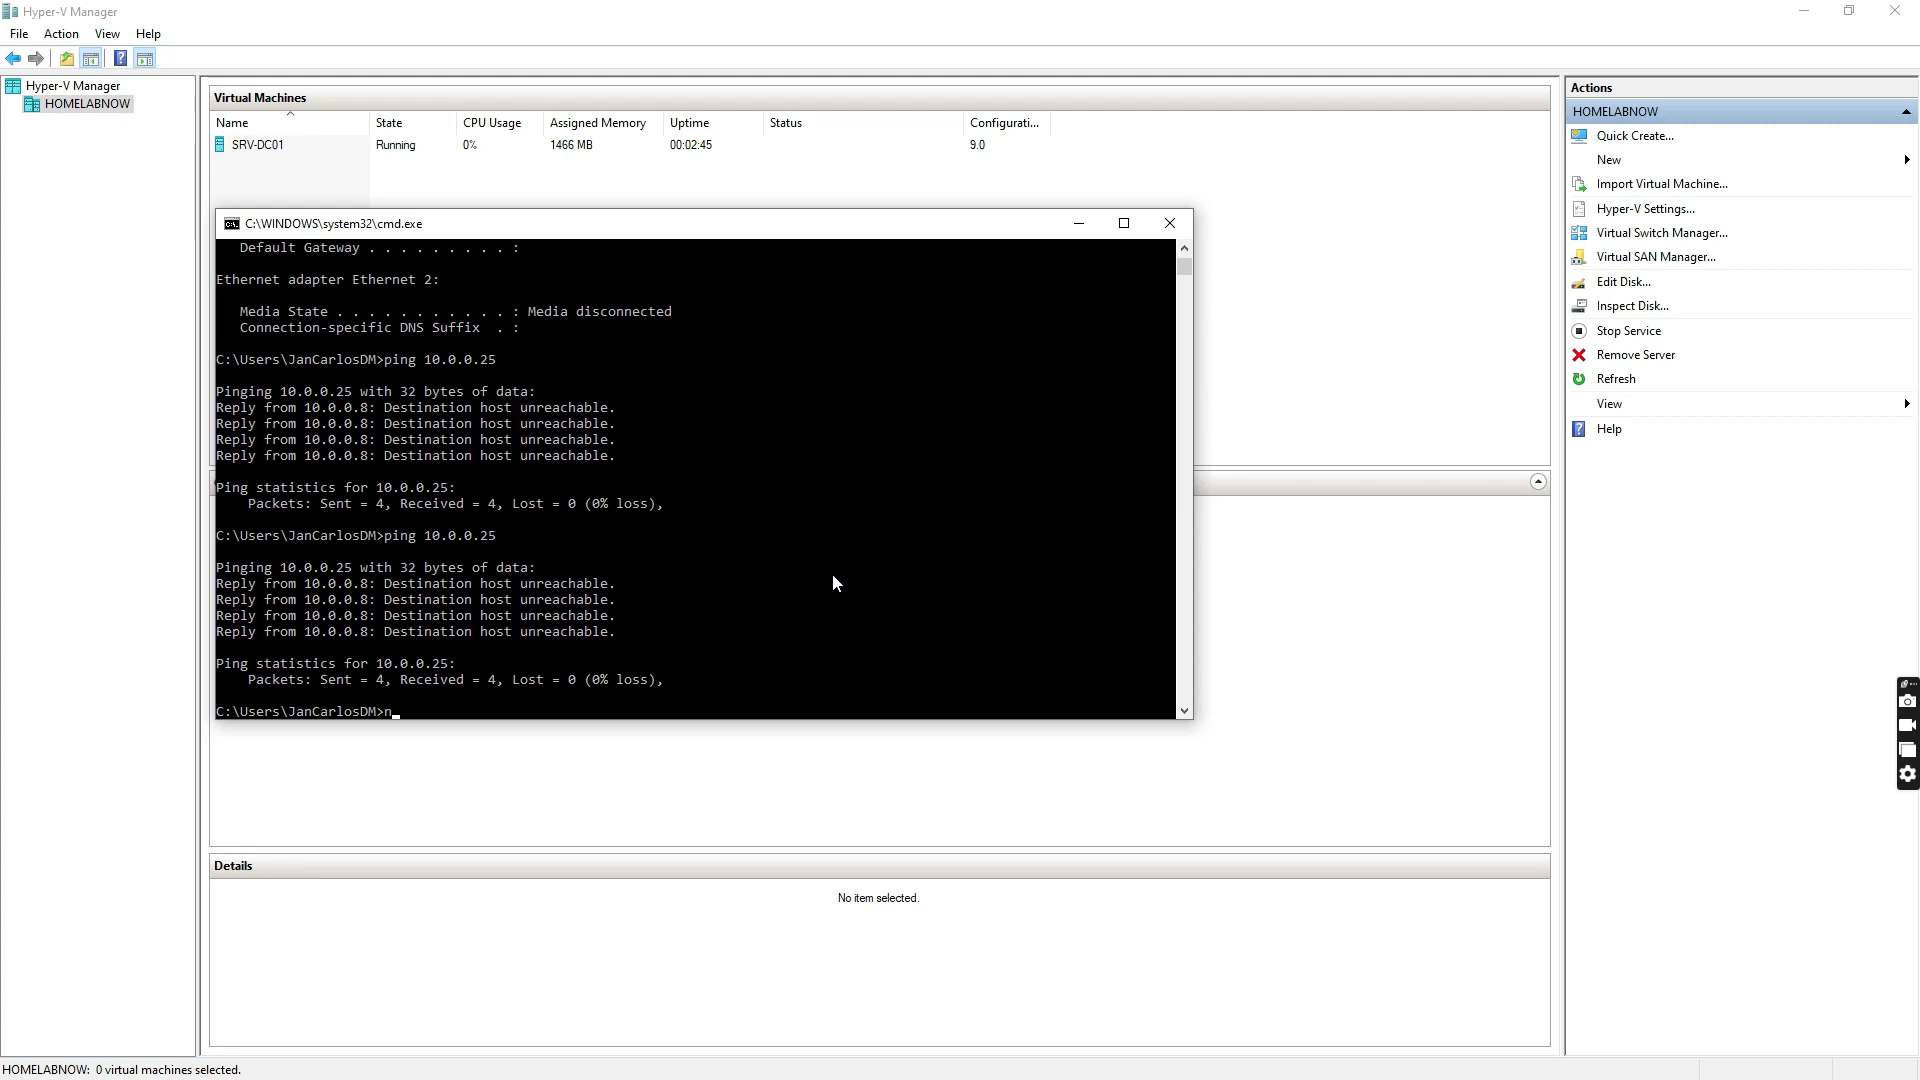 Hyper-V Manager
File Action View Help
Hyper-V Manager
HOMELABNOW
Virtual Machines
Name State CPU Usage Assigned Memory Uptime Status Configurati...
SRV-DC01 Running 0% 1466 MB 00:02:45 9.0
C:\WINDOWS\system32\cmd.exe
Default Gateway . . . . . . . . . :
Ethernet adapter Ethernet 2:
Media State . . . . . . . . . . . : Media disconnected
Connection-specific DNS Suffix . :
C:\Users\JanCarlosDM>ping 10.0.0.25
Pinging 10.0.0.25 with 32 bytes of data:
Reply from 10.0.0.8: Destination host unreachable.
Reply from 10.0.0.8: Destination host unreachable.
Reply from 10.0.0.8: Destination host unreachable.
Reply from 10.0.0.8: Destination host unreachable.
Ping statistics for 10.0.0.25:
Packets: Sent = 4, Received = 4, Lost = 0 (0% loss),
C:\Users\JanCarlosDM>ping 10.0.0.25
Pinging 10.0.0.25 with 32 bytes of data:
Reply from 10.0.0.8: Destination host unreachable.
Reply from 10.0.0.8: Destination host unreachable.
Reply from 10.0.0.8: Destination host unreachable.
Reply from 10.0.0.8: Destination host unreachable.
Ping statistics for 10.0.0.25:
Packets: Sent = 4, Received = 4, Lost = 0 (0% loss),
C:\Users\JanCarlosDM>n
Details
No item selected.
Actions
HOMELABNOW
Quick Create...
New
Import Virtual Machine...
Hyper-V Settings...
Virtual Switch Manager...
Virtual SAN Manager...
Edit Disk...
Inspect Disk...
Stop Service
Remove Server
Refresh
View
Help
HOMELABNOW: 0 virtual machines selected.